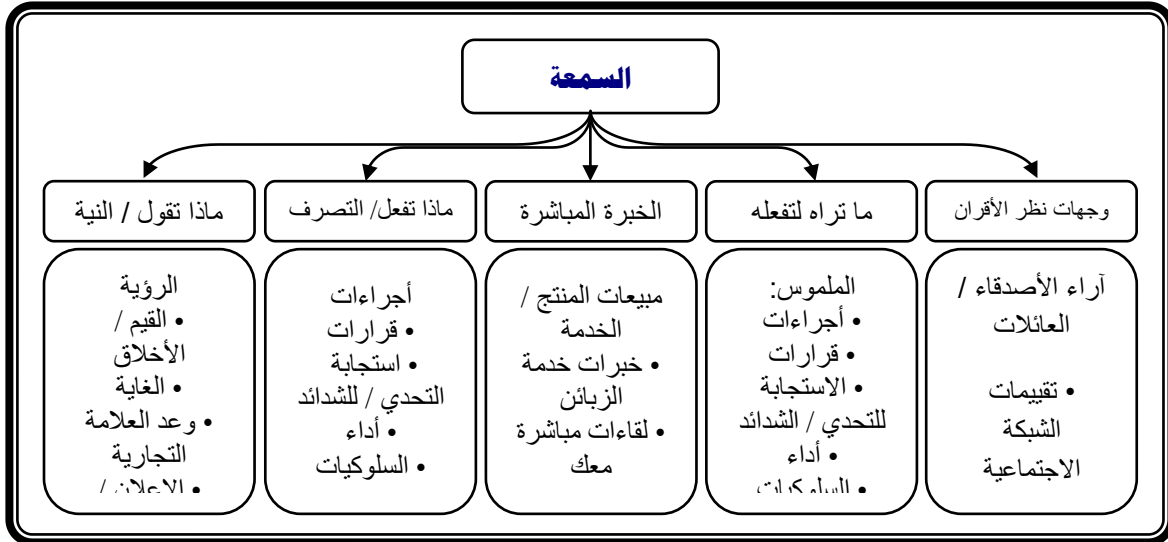 السمعة
وجهات نظر الأقران
ما تراه لتفعله
الخبرة المباشرة
ماذا تفعل/ التصرف
ماذا تقول / النية
آراء الأصدقاء /
العائلات
• تقييمات
الشبكة
الاجتماعية
الملموس:
• أجراءات
• قرارات
• الاستجابة
للتحدي / الشدائد
• أداء
• السلوكيات
مبيعات المنتج /
الخدمة
• خبرات خدمة
الزبائن
• لقاءات مباشرة
معك
أجراءات
• قرارات
• استجابة
التحدي / للشدائد
• أداء
• السلوكيات
الرؤية
• القيم /
الأخلاق
• الغاية
• وعد العلامة
التجارية
• الاعلان /